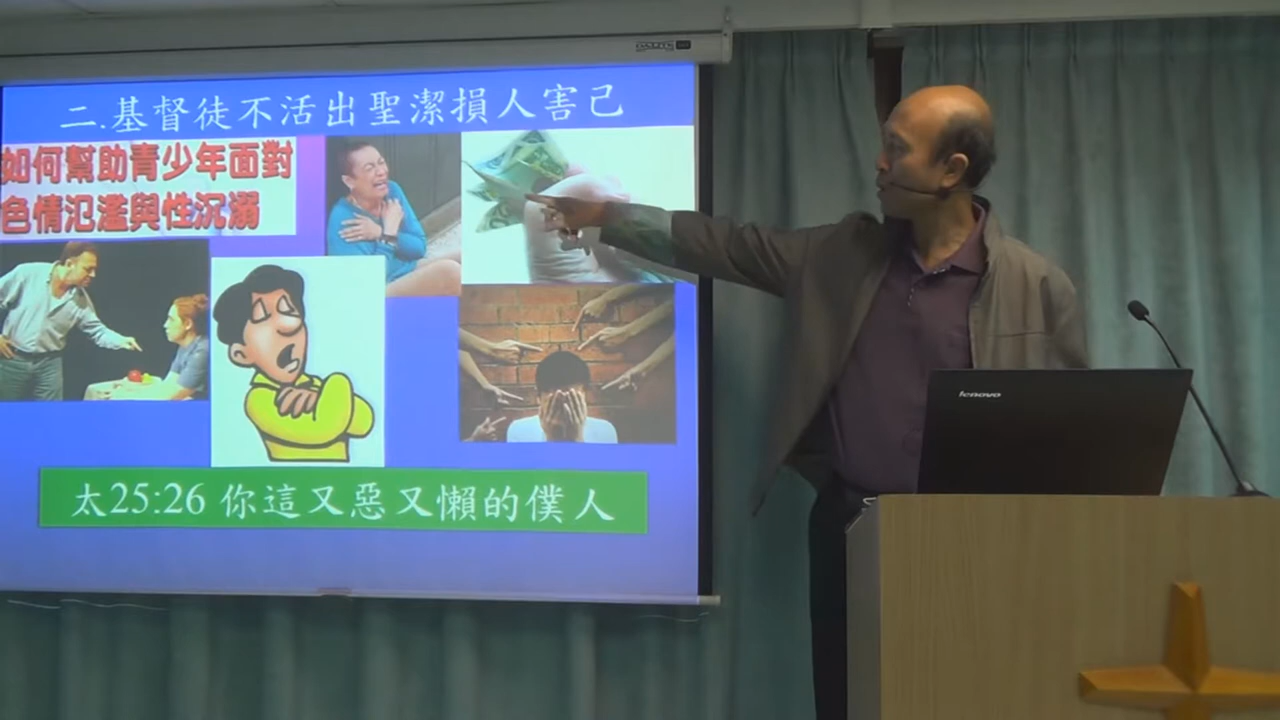 二.基督徒不活出聖潔損人害己
如何幫助青少年面對
色情氾濫與性沉溺
太25:26 你這又惡又懶的僕人
lenovo